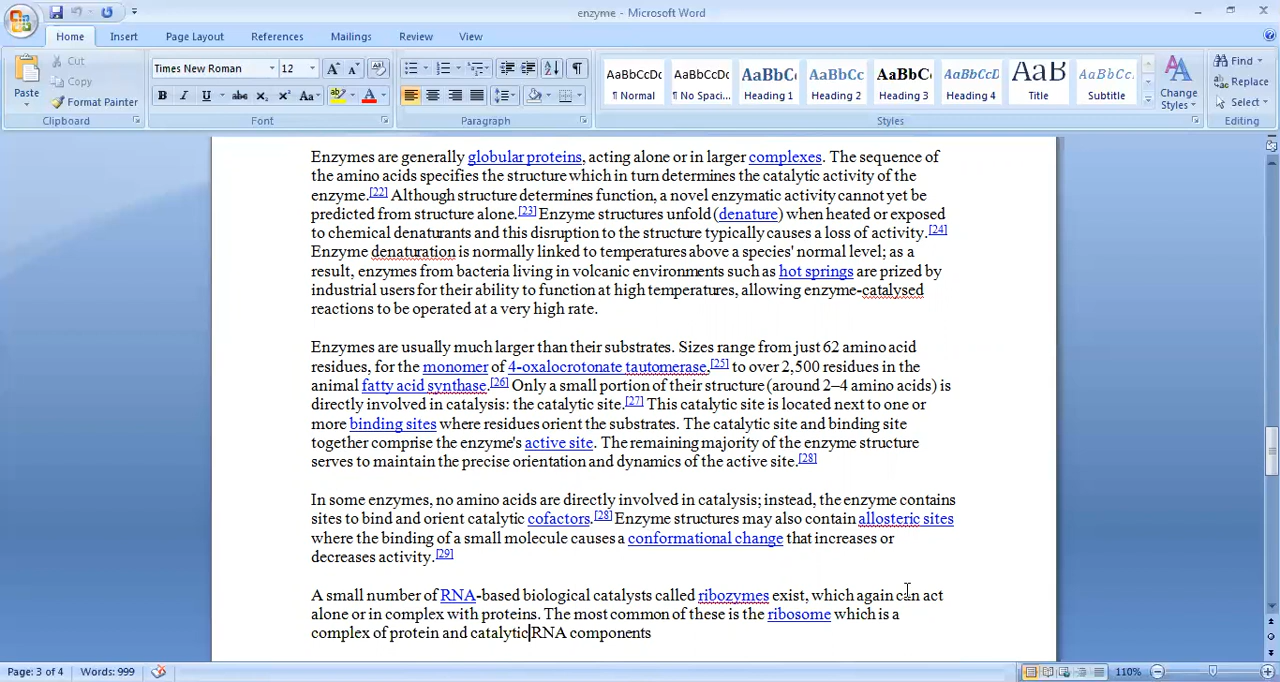 enzyme - Microsoft Word
Home Insert Page Layout References Mailings Review View
Paste
Cut
Copy
Format Painter
Clipboard
Times New Roman 12
Font
Paragraph
AaBbCcDc AaBbCcDc AaBbC AaBbCc AaBbCc AaBbCcD AaB AaBbCc
¶ Normal ¶ No Spaci... Heading 1 Heading 2 Heading 3 Heading 4 Title Subtitle
Styles
Change Styles
Find
Replace
Select
Editing
Enzymes are generally globular proteins, acting alone or in larger complexes. The sequence of
the amino acids specifies the structure which in turn determines the catalytic activity of the
enzyme.[22] Although structure determines function, a novel enzymatic activity cannot yet be
predicted from structure alone.[23] Enzyme structures unfold (denature) when heated or exposed
to chemical denaturants and this disruption to the structure typically causes a loss of activity.[24]
Enzyme denaturation is normally linked to temperatures above a species' normal level; as a
result, enzymes from bacteria living in volcanic environments such as hot springs are prized by
industrial users for their ability to function at high temperatures, allowing enzyme-catalysed
reactions to be operated at a very high rate.
Enzymes are usually much larger than their substrates. Sizes range from just 62 amino acid
residues, for the monomer of 4-oxalocrotonate tautomerase,[25] to over 2,500 residues in the
animal fatty acid synthase.[26] Only a small portion of their structure (around 2–4 amino acids) is
directly involved in catalysis: the catalytic site.[27] This catalytic site is located next to one or
more binding sites where residues orient the substrates. The catalytic site and binding site
together comprise the enzyme's active site. The remaining majority of the enzyme structure
serves to maintain the precise orientation and dynamics of the active site.[28]
In some enzymes, no amino acids are directly involved in catalysis; instead, the enzyme contains
sites to bind and orient catalytic cofactors.[28] Enzyme structures may also contain allosteric sites
where the binding of a small molecule causes a conformational change that increases or
decreases activity.[29]
A small number of RNA-based biological catalysts called ribozymes exist, which again can act
alone or in complex with proteins. The most common of these is the ribosome which is a
complex of protein and catalytic RNA components
Page: 3 of 4 Words: 999 110%